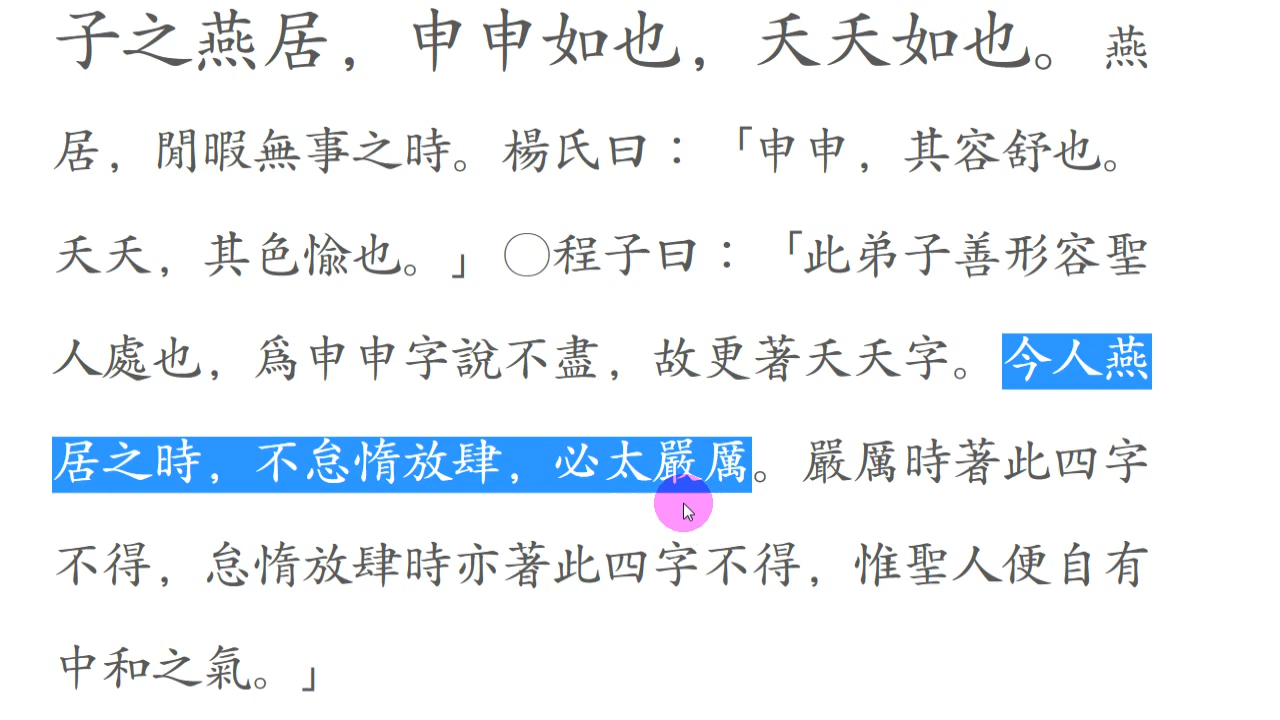 子之燕居，申申如也，夭夭如也。燕
居，閒暇無事之時。楊氏曰：「申申，其容舒也。
夭夭，其色愉也。」◯程子曰：「此弟子善形容聖
人處也，爲申申字說不盡，故更著夭夭字。今人燕
居之時，不怠惰放肆，必太嚴厲。嚴厲時著此四字
不得，怠惰放肆時亦著此四字不得，惟聖人便自有
中和之氣。」